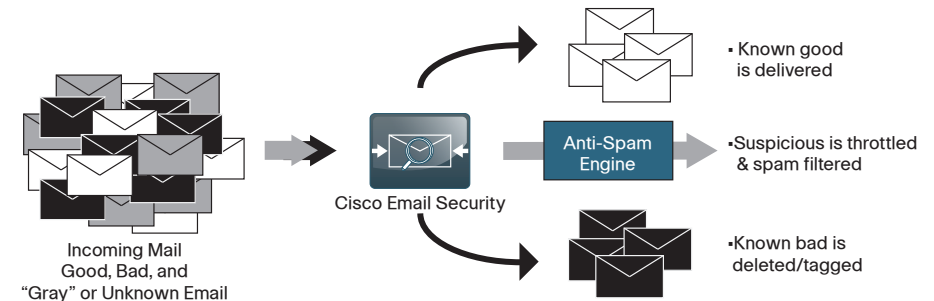 Incoming Mail
Good, Bad, and
“Gray” or Unknown Email
Cisco Email Security
▪ Known good
is delivered
Anti-Spam
Engine
▪Suspicious is throttled
& spam filtered
▪Known bad is
deleted/tagged